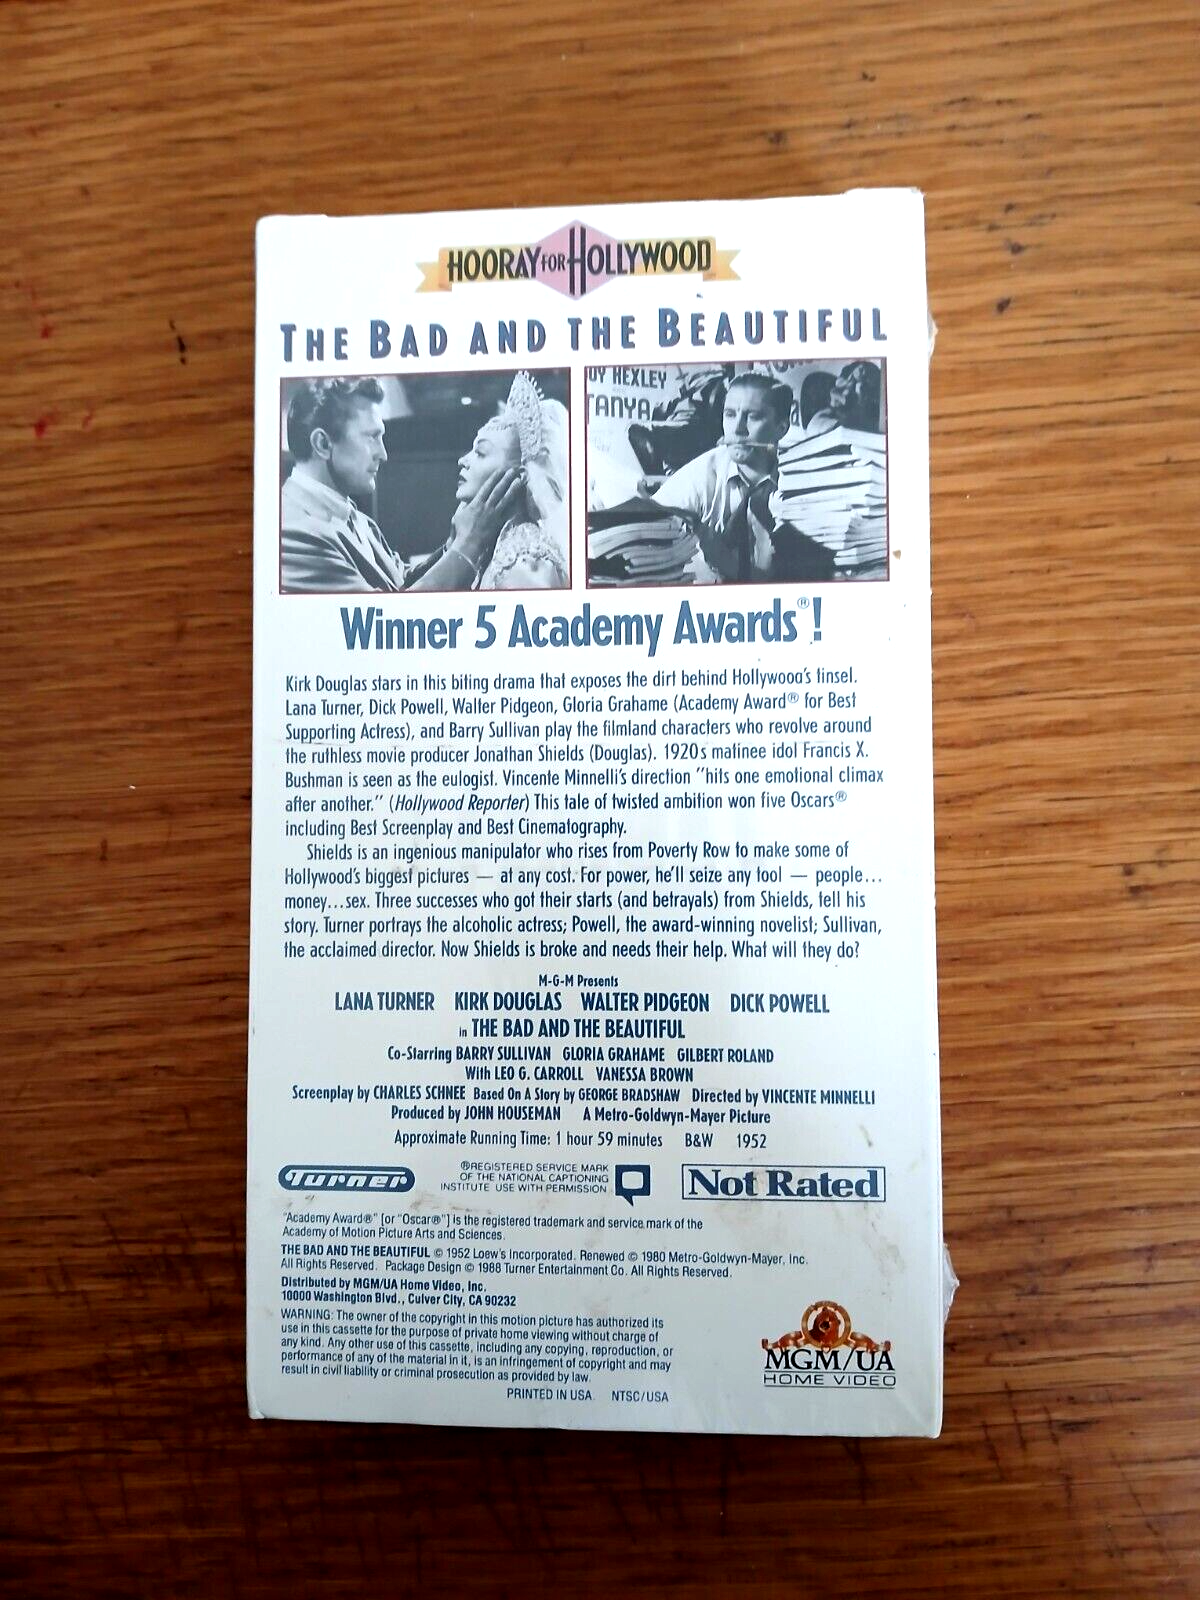 HOORAY FOR HOLLYWOOD
THE BAD AND THE BEAUTIFUL
UY HEXLEY
TANYA
Winner 5 Academy Awards®!
Kirk Douglas stars in this biting drama that exposes the dirt behind Hollywood's tinsel.
Lana Turner, Dick Powell, Walter Pidgeon, Gloria Grahame (Academy Award® for Best
Supporting Actress), and Barry Sullivan play the filmland characters who revolve around
the ruthless movie producer Jonathan Shields (Douglas). 1920s matinee idol Francis X.
Bushman is seen as the eulogist. Vincente Minnelli's direction "hits one emotional climax
after another." (Hollywood Reporter) This tale of twisted ambition won five Oscars®
including Best Screenplay and Best Cinematography.
Shields is an ingenious manipulator who rises from Poverty Row to make some of
Hollywood's biggest pictures — at any cost. For power, he'll seize any tool — people...
money...sex. Three successes who got their starts (and betrayals) from Shields, tell his
story. Turner portrays the alcoholic actress; Powell, the award-winning novelist; Sullivan,
the acclaimed director. Now Shields is broke and needs their help. What will they do?
M-G-M Presents
LANA TURNER KIRK DOUGLAS WALTER PIDGEON DICK POWELL
in THE BAD AND THE BEAUTIFUL
Co-Starring BARRY SULLIVAN GLORIA GRAHAME GILBERT ROLAND
With LEO G. CARROLL VANESSA BROWN
Screenplay by CHARLES SCHNEE Based On A Story by GEORGE BRADSHAW Directed by VINCENTE MINNELLI
Produced by JOHN HOUSEMAN A Metro-Goldwyn-Mayer Picture
Approximate Running Time: 1 hour 59 minutes B&W 1952
Turner
®REGISTERED SERVICE MARK
OF THE NATIONAL CAPTIONING
INSTITUTE USE WITH PERMISSION
Not Rated
"Academy Award®" [or "Oscar®"] is the registered trademark and service mark of the
Academy of Motion Picture Arts and Sciences.
THE BAD AND THE BEAUTIFUL © 1952 Loew's Incorporated. Renewed © 1980 Metro-Goldwyn-Mayer, Inc.
All Rights Reserved. Package Design © 1988 Turner Entertainment Co. All Rights Reserved.
Distributed by MGM/UA Home Video, Inc.
10000 Washington Blvd., Culver City, CA 90232
WARNING: The owner of the copyright in this motion picture has authorized its
use in this cassette for the purpose of private home viewing without charge of
any kind. Any other use of this cassette, including any copying, reproduction, or
performance of any of the material in it, is an infringement of copyright and may
result in civil liability or criminal prosecution as provided by law.
PRINTED IN USA. NTSC/USA
MGM/UA
HOME VIDEO